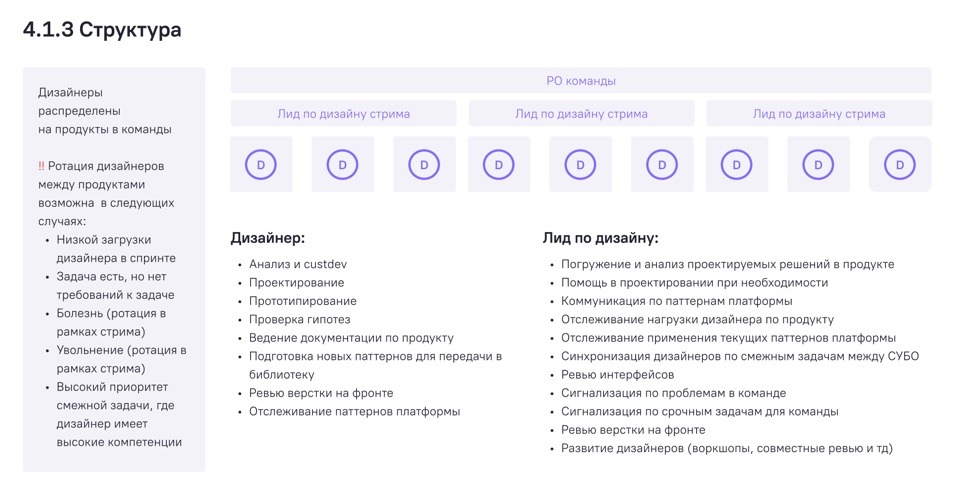 4.1.3 Структура
Дизайнеры
распределены
на продукты в команды
‼ Ротация дизайнеров
между продуктами
возможна в следующих
случаях:
• Низкой загрузки
дизайнера в спринте
• Задача есть, но нет
требований к задаче
• Болезнь (ротация в
рамках стрима)
• Увольнение (ротация в
рамках стрима)
• Высокий приоритет
смежной задачи, где
дизайнер имеет
высокие компетенции
PO команды
Лид по дизайну стрима
Лид по дизайну стрима
Лид по дизайну стрима
D
D
D
D
D
D
D
D
D
Дизайнер:
• Анализ и custdev
• Проектирование
• Прототипирование
• Проверка гипотез
• Ведение документации по продукту
• Подготовка новых паттернов для передачи в
библиотеку
• Ревью верстки на фронте
• Отслеживание паттернов платформы
Лид по дизайну:
• Погружение и анализ проектируемых решений в продукте
• Помощь в проектировании при необходимости
• Коммуникация по паттернам платформы
• Отслеживание нагрузки дизайнера по продукту
• Отслеживание применения текущих паттернов платформы
• Синхронизация дизайнеров по смежным задачам между СУБО
• Ревью интерфейсов
• Сигнализация по проблемам в команде
• Сигнализация по срочным задачам для команды
• Ревью верстки на фронте
• Развитие дизайнеров (воркшопы, совместные ревью и тд)